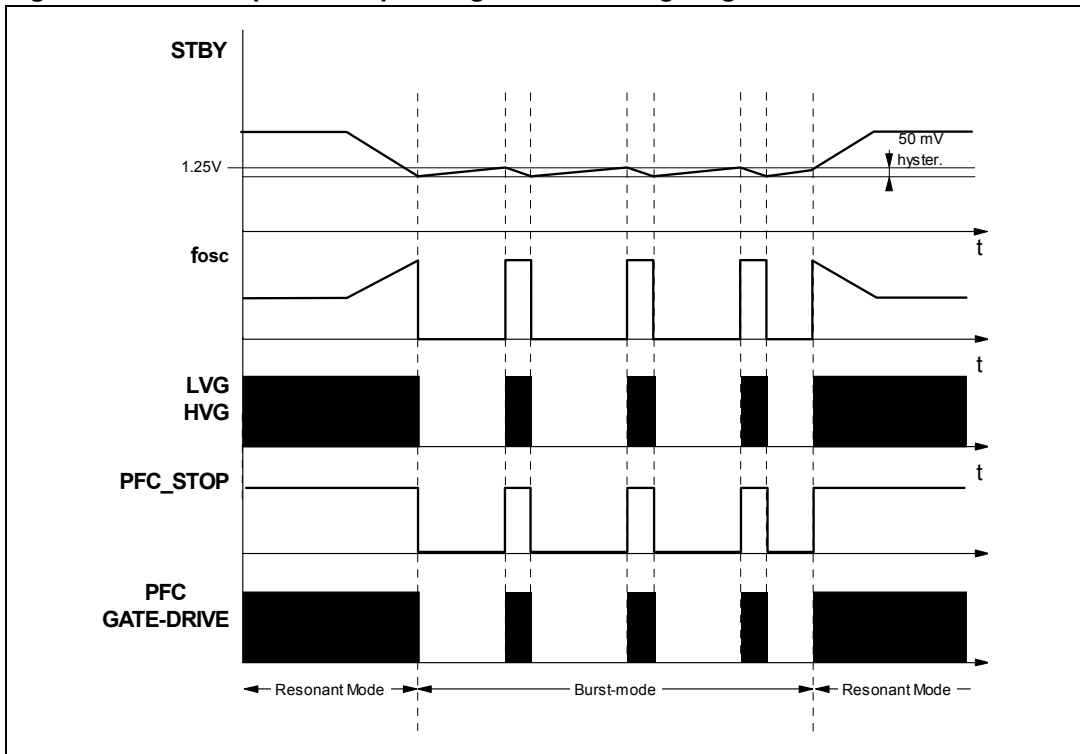 STBY
50 mV
hyster.
1.25V
t
fosc
t
LVG
HVG
t
PFC_STOP
PFC
GATE-DRIVE
Resonant Mode
Burst-mode
Resonant Mode